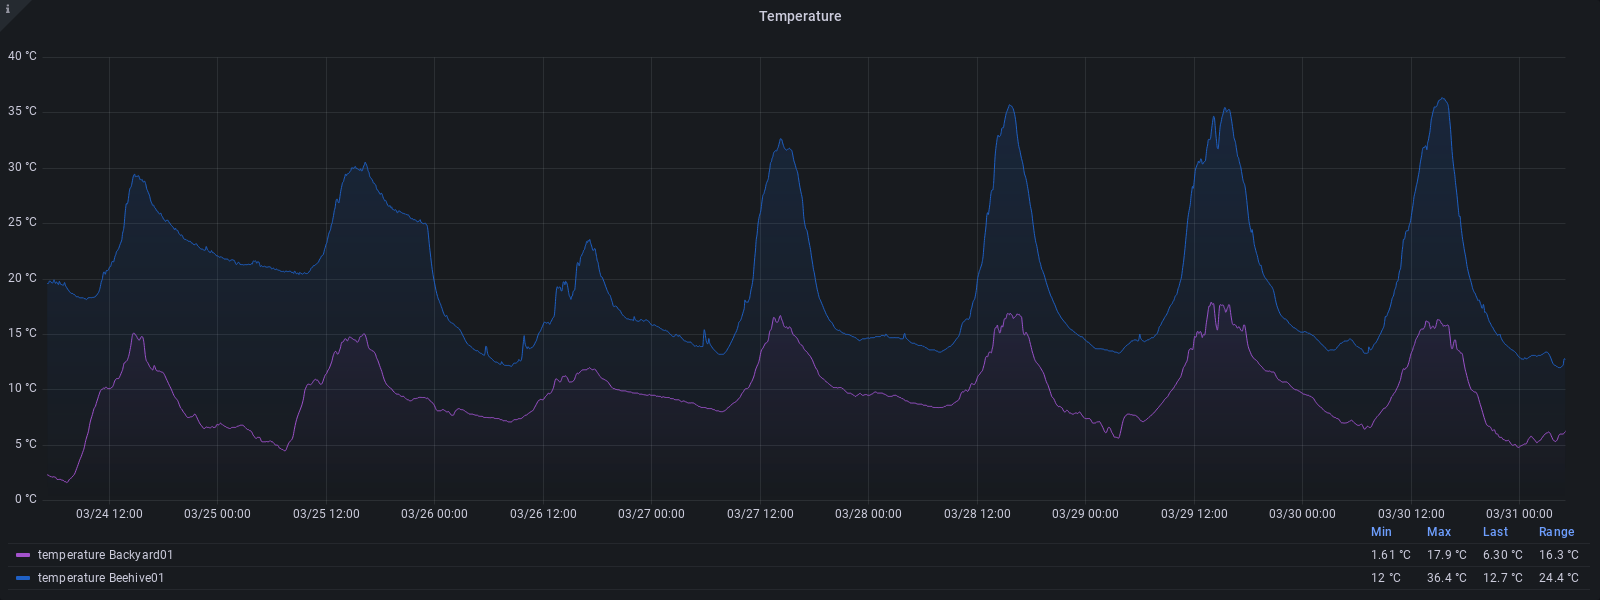 i
Temperature
40 °C
35 °C
30 °C
25 °C
20 °C
15 °C
10 °C
5 °C
0 °C
03/24 12:00 03/25 00:00 03/25 12:00 03/26 00:00 03/26 12:00 03/27 00:00 03/27 12:00 03/28 00:00 03/28 12:00 03/29 00:00 03/29 12:00 03/30 00:00 03/30 12:00 03/31 00:00
Min Max Last Range
temperature Backyard01 1.61 °C 17.9 °C 6.30 °C 16.3 °C
temperature Beehive01 12 °C 36.4 °C 12.7 °C 24.4 °C